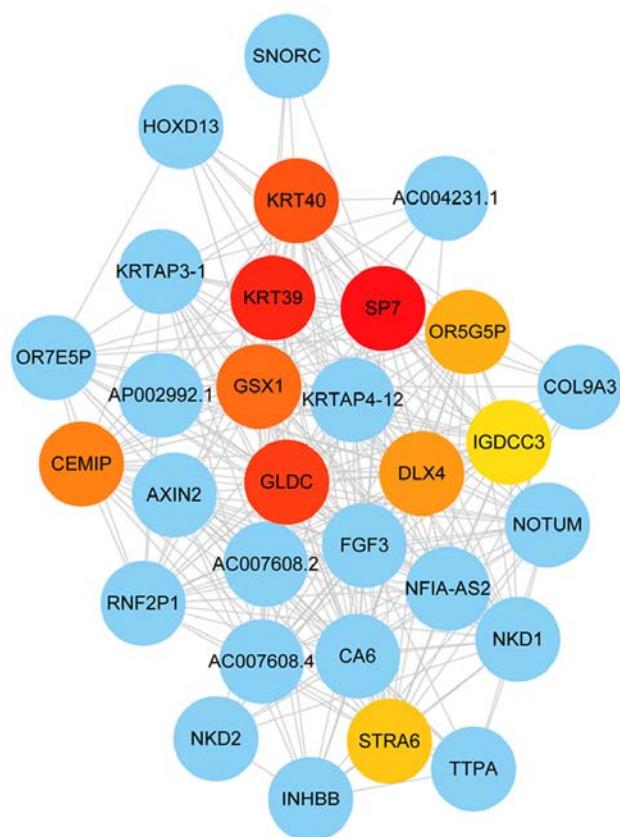 SNORC
HOXD13
KRT40
AC004231.1
KRTAP3-1
KRT39
SP7
OR5G5P
OR7E5P
AP002992.1
GSX1
KRTAP4-12
COL9A3
IGDCC3
CEMIP
GLDC
DLX4
AXIN2
NOTUM
AC007608.2
FGF3
NFIA-AS2
RNF2P1
NKD1
AC007608.4
CA6
NKD2
STRA6
TTPA
INHBB